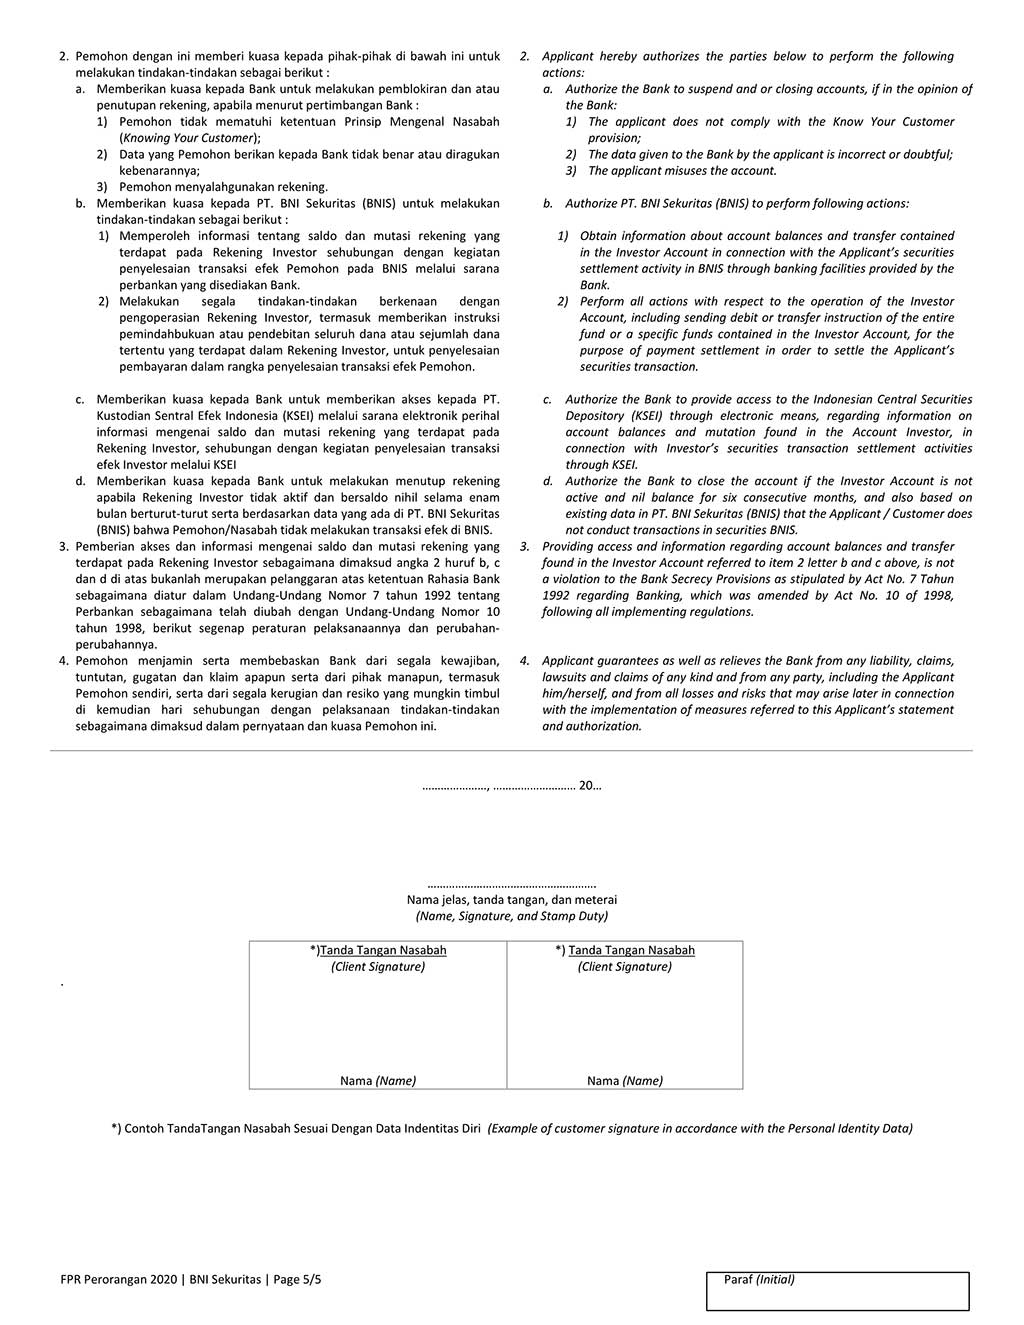 2. Pemohon dengan ini memberi kuasa kepada pihak-pihak di bawah ini untuk
melakukan tindakan-tindakan sebagai berikut :
a. Memberikan kuasa kepada Bank untuk melakukan pemblokiran dan atau
penutupan rekening, apabila menurut pertimbangan Bank :
1) Pemohon tidak mematuhi ketentuan Prinsip Mengenal Nasabah
(Knowing Your Customer);
2) Data yang Pemohon berikan kepada Bank tidak benar atau diragukan
kebenarannya;
3) Pemohon menyalahgunakan rekening.
b. Memberikan kuasa kepada PT. BNI Sekuritas (BNIS) untuk melakukan
tindakan-tindakan sebagai berikut :
1) Memperoleh informasi tentang saldo dan mutasi rekening yang
terdapat pada Rekening Investor sehubungan dengan kegiatan
penyelesaian transaksi efek Pemohon pada BNIS melalui sarana
perbankan yang disediakan Bank.
2) Melakukan segala tindakan-tindakan berkenaan dengan
pengoperasian Rekening Investor, termasuk memberikan instruksi
pemindahbukuan atau pendebitan seluruh dana atau sejumlah dana
tertentu yang terdapat dalam Rekening Investor, untuk penyelesaian
pembayaran dalam rangka penyelesaian transaksi efek Pemohon.
c. Memberikan kuasa kepada Bank untuk memberikan akses kepada PT.
Kustodian Sentral Efek Indonesia (KSEI) melalui sarana elektronik perihal
informasi mengenai saldo dan mutasi rekening yang terdapat pada
Rekening Investor, sehubungan dengan kegiatan penyelesaian transaksi
efek Investor melalui KSEI
d. Memberikan kuasa kepada Bank untuk melakukan menutup rekening
apabila Rekening Investor tidak aktif dan bersaldo nihil selama enam
bulan berturut-turut serta berdasarkan data yang ada di PT. BNI Sekuritas
(BNIS) bahwa Pemohon/Nasabah tidak melakukan transaksi efek di BNIS.
3. Pemberian akses dan informasi mengenai saldo dan mutasi rekening yang
terdapat pada Rekening Investor sebagaimana dimaksud angka 2 huruf b, c
dan d di atas bukanlah merupakan pelanggaran atas ketentuan Rahasia Bank
sebagaimana diatur dalam Undang-Undang Nomor 7 tahun 1992 tentang
Perbankan sebagaimana telah diubah dengan Undang-Undang Nomor 10
tahun 1998, berikut segenap peraturan pelaksanaannya dan perubahan-
perubahannya.
4. Pemohon menjamin serta membebaskan Bank dari segala kewajiban,
tuntutan, gugatan dan klaim apapun serta dari pihak manapun, termasuk
Pemohon sendiri, serta dari segala kerugian dan resiko yang mungkin timbul
di kemudian hari sehubungan dengan pelaksanaan tindakan-tindakan
sebagaimana dimaksud dalam pernyataan dan kuasa Pemohon ini.
2. Applicant hereby authorizes the parties below to perform the following
actions:
a. Authorize the Bank to suspend and or closing accounts, if in the opinion of
the Bank:
1) The applicant does not comply with the Know Your Customer
provision;
2) The data given to the Bank by the applicant is incorrect or doubtful;
3) The applicant misuses the account.
b. Authorize PT. BNI Sekuritas (BNIS) to perform following actions:
1) Obtain information about account balances and transfer contained
in the Investor Account in connection with the Applicant's securities
settlement activity in BNIS through banking facilities provided by the
Bank.
2) Perform all actions with respect to the operation of the Investor
Account, including sending debit or transfer instruction of the entire
fund or a specific funds contained in the Investor Account, for the
purpose of payment settlement in order to settle the Applicant's
securities transaction.
c. Authorize the Bank to provide access to the Indonesian Central Securities
Depository (KSEI) through electronic means, regarding information on
account balances and mutation found in the Account Investor, in
connection with Investor's securities transaction settlement activities
through KSEI.
d. Authorize the Bank to close the account if the Investor Account is not
active and nil balance for six consecutive months, and also based on
existing data in PT. BNI Sekuritas (BNIS) that the Applicant / Customer does
not conduct transactions in securities BNIS.
3. Providing access and information regarding account balances and transfer
found in the Investor Account referred to item 2 letter b and c above, is not
a violation to the Bank Secrecy Provisions as stipulated by Act No. 7 Tahun
1992 regarding Banking, which was amended by Act No. 10 of 1998,
following all implementing regulations.
4. Applicant guarantees as well as relieves the Bank from any liability, claims,
lawsuits and claims of any kind and from any party, including the Applicant
him/herself, and from all losses and risks that may arise later in connection
with the implementation of measures referred to this Applicant's statement
and authorization.
…………………, ……………………… 20…
……………………………………………….
Nama jelas, tanda tangan, dan meterai
(Name, Signature, and Stamp Duty)
*)Tanda Tangan Nasabah
(Client Signature)
Nama (Name)
*) Tanda Tangan Nasabah
(Client Signature)
Nama (Name)
.
*) Contoh TandaTangan Nasabah Sesuai Dengan Data Indentitas Diri (Example of customer signature in accordance with the Personal Identity Data)
FPR Perorangan 2020 | BNI Sekuritas | Page 5/5
Paraf (Initial)